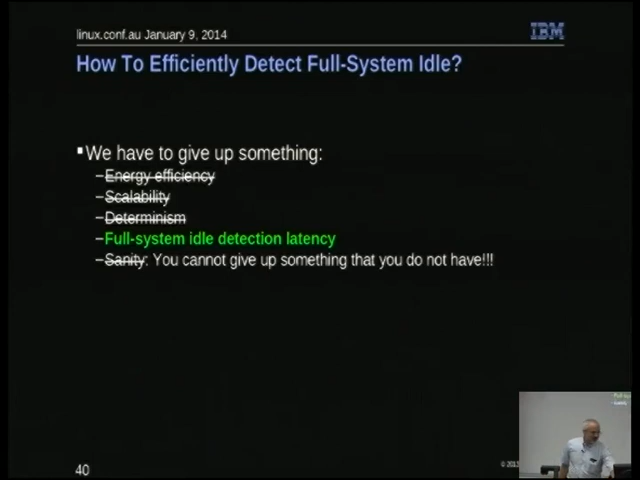 linux.conf.au January 9, 2014
IBM
How To Efficiently Detect Full-System Idle?
▪We have to give up something:
–Energy efficiency
–Scalability
–Determinism
–Full-system idle detection latency
–Sanity: You cannot give up something that you do not have!!!
40